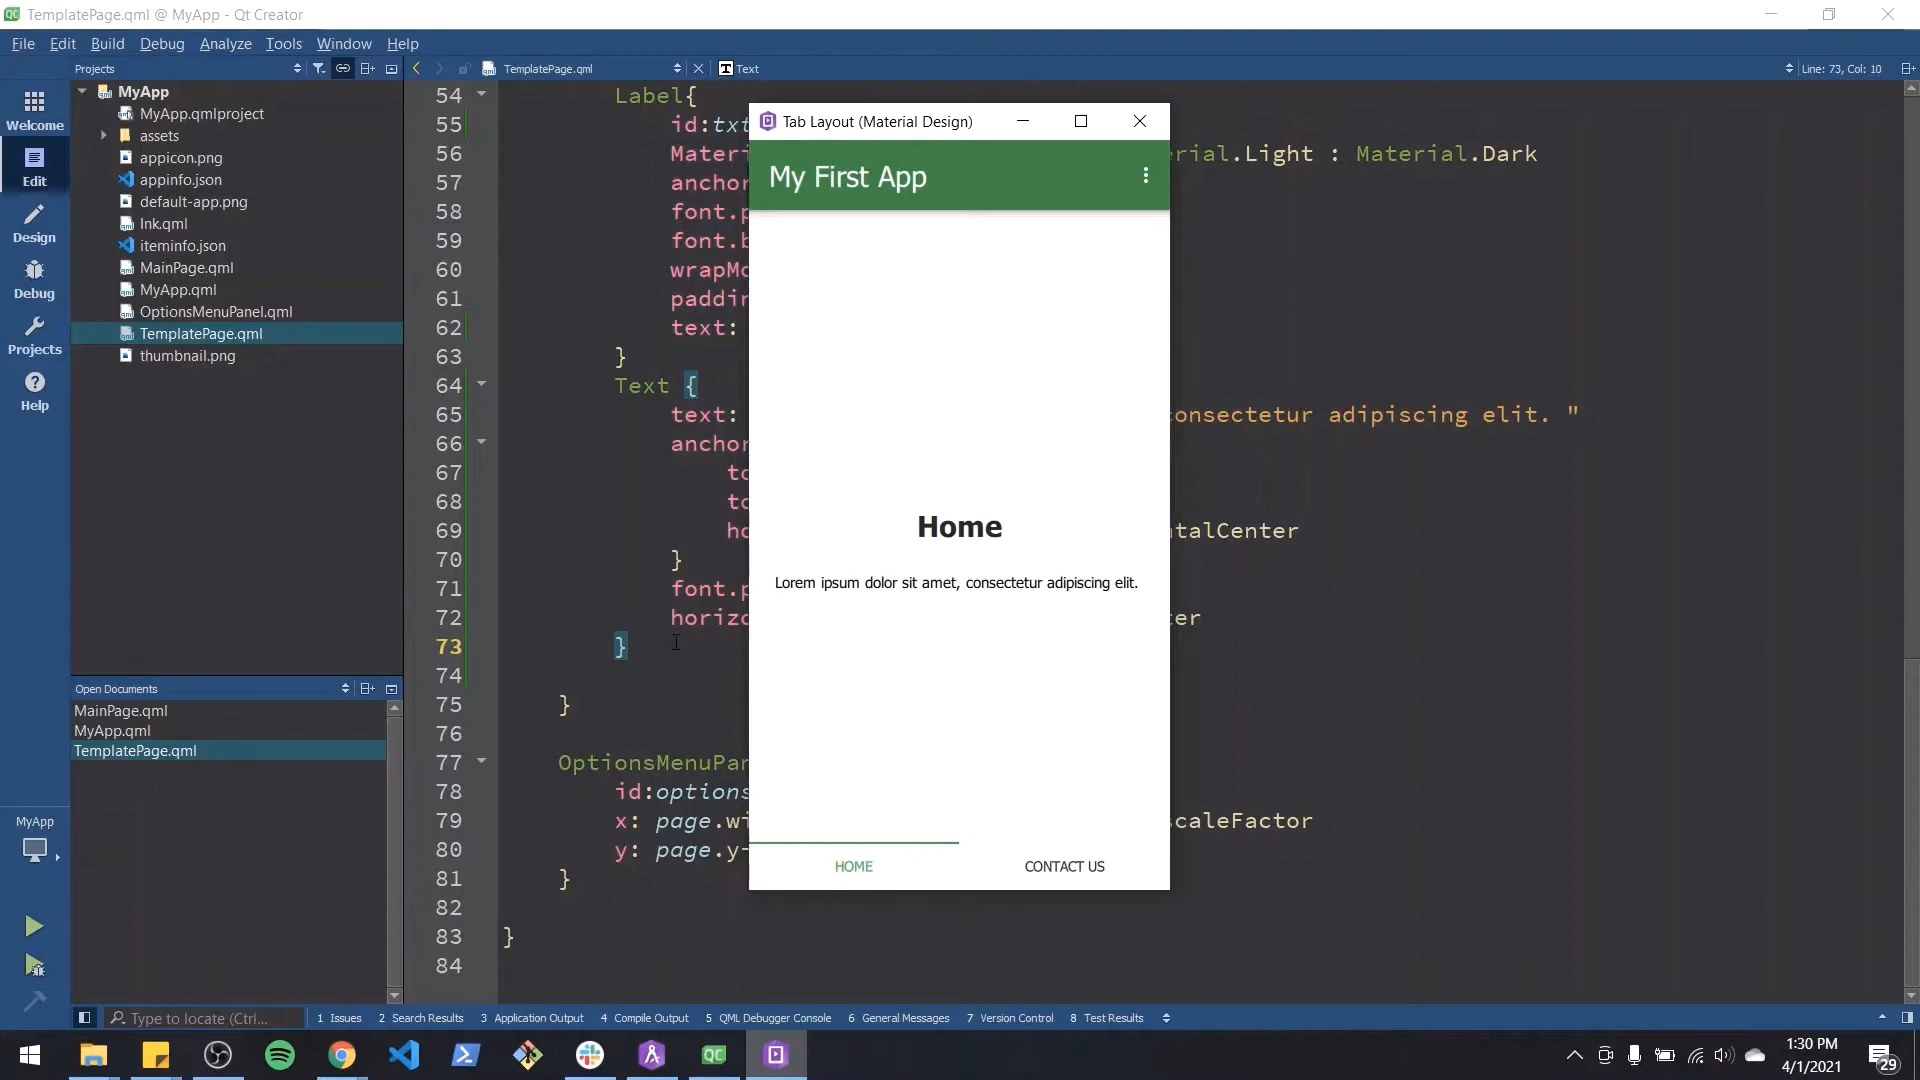 TemplatePage.qml @ MyApp - Qt Creator
File Edit Build Debug Analyze Tools Window Help
Projects
TemplatePage.qml
Text
Line: 73, Col: 10
Welcome
Edit
Design
Debug
Projects
Help
MyApp
MyApp.qmlproject
assets
appicon.png
appinfo.json
default-app.png
Ink.qml
iteminfo.json
MainPage.qml
MyApp.qml
OptionsMenuPanel.qml
TemplatePage.qml
thumbnail.png
Open Documents
MainPage.qml
MyApp.qml
TemplatePage.qml
MyApp
54 Label{
55 id:txt
56 Materi rial.Light : Material.Dark
57 anchor
58 font.p
59 font.b
60 wrapMo
61 paddin
62 text:
63 }
64 Text {
65 text: consectetur adipiscing elit. "
66 anchor
67 to
68 to
69 ho ntalCenter
70 }
71 font.p
72 horizo ter
73 }
74
75 }
76
77 OptionsMenuPan
78 id:options
79 x: page.wi scaleFactor
80 y: page.y-
81 }
82
83 }
84
Tab Layout (Material Design)
My First App
Home
Lorem ipsum dolor sit amet, consectetur adipiscing elit.
HOME
CONTACT US
Type to locate (Ctrl...
1 Issues 2 Search Results 3 Application Output 4 Compile Output 5 QML Debugger Console 6 General Messages 7 Version Control 8 Test Results
1:30 PM
4/1/2021
29